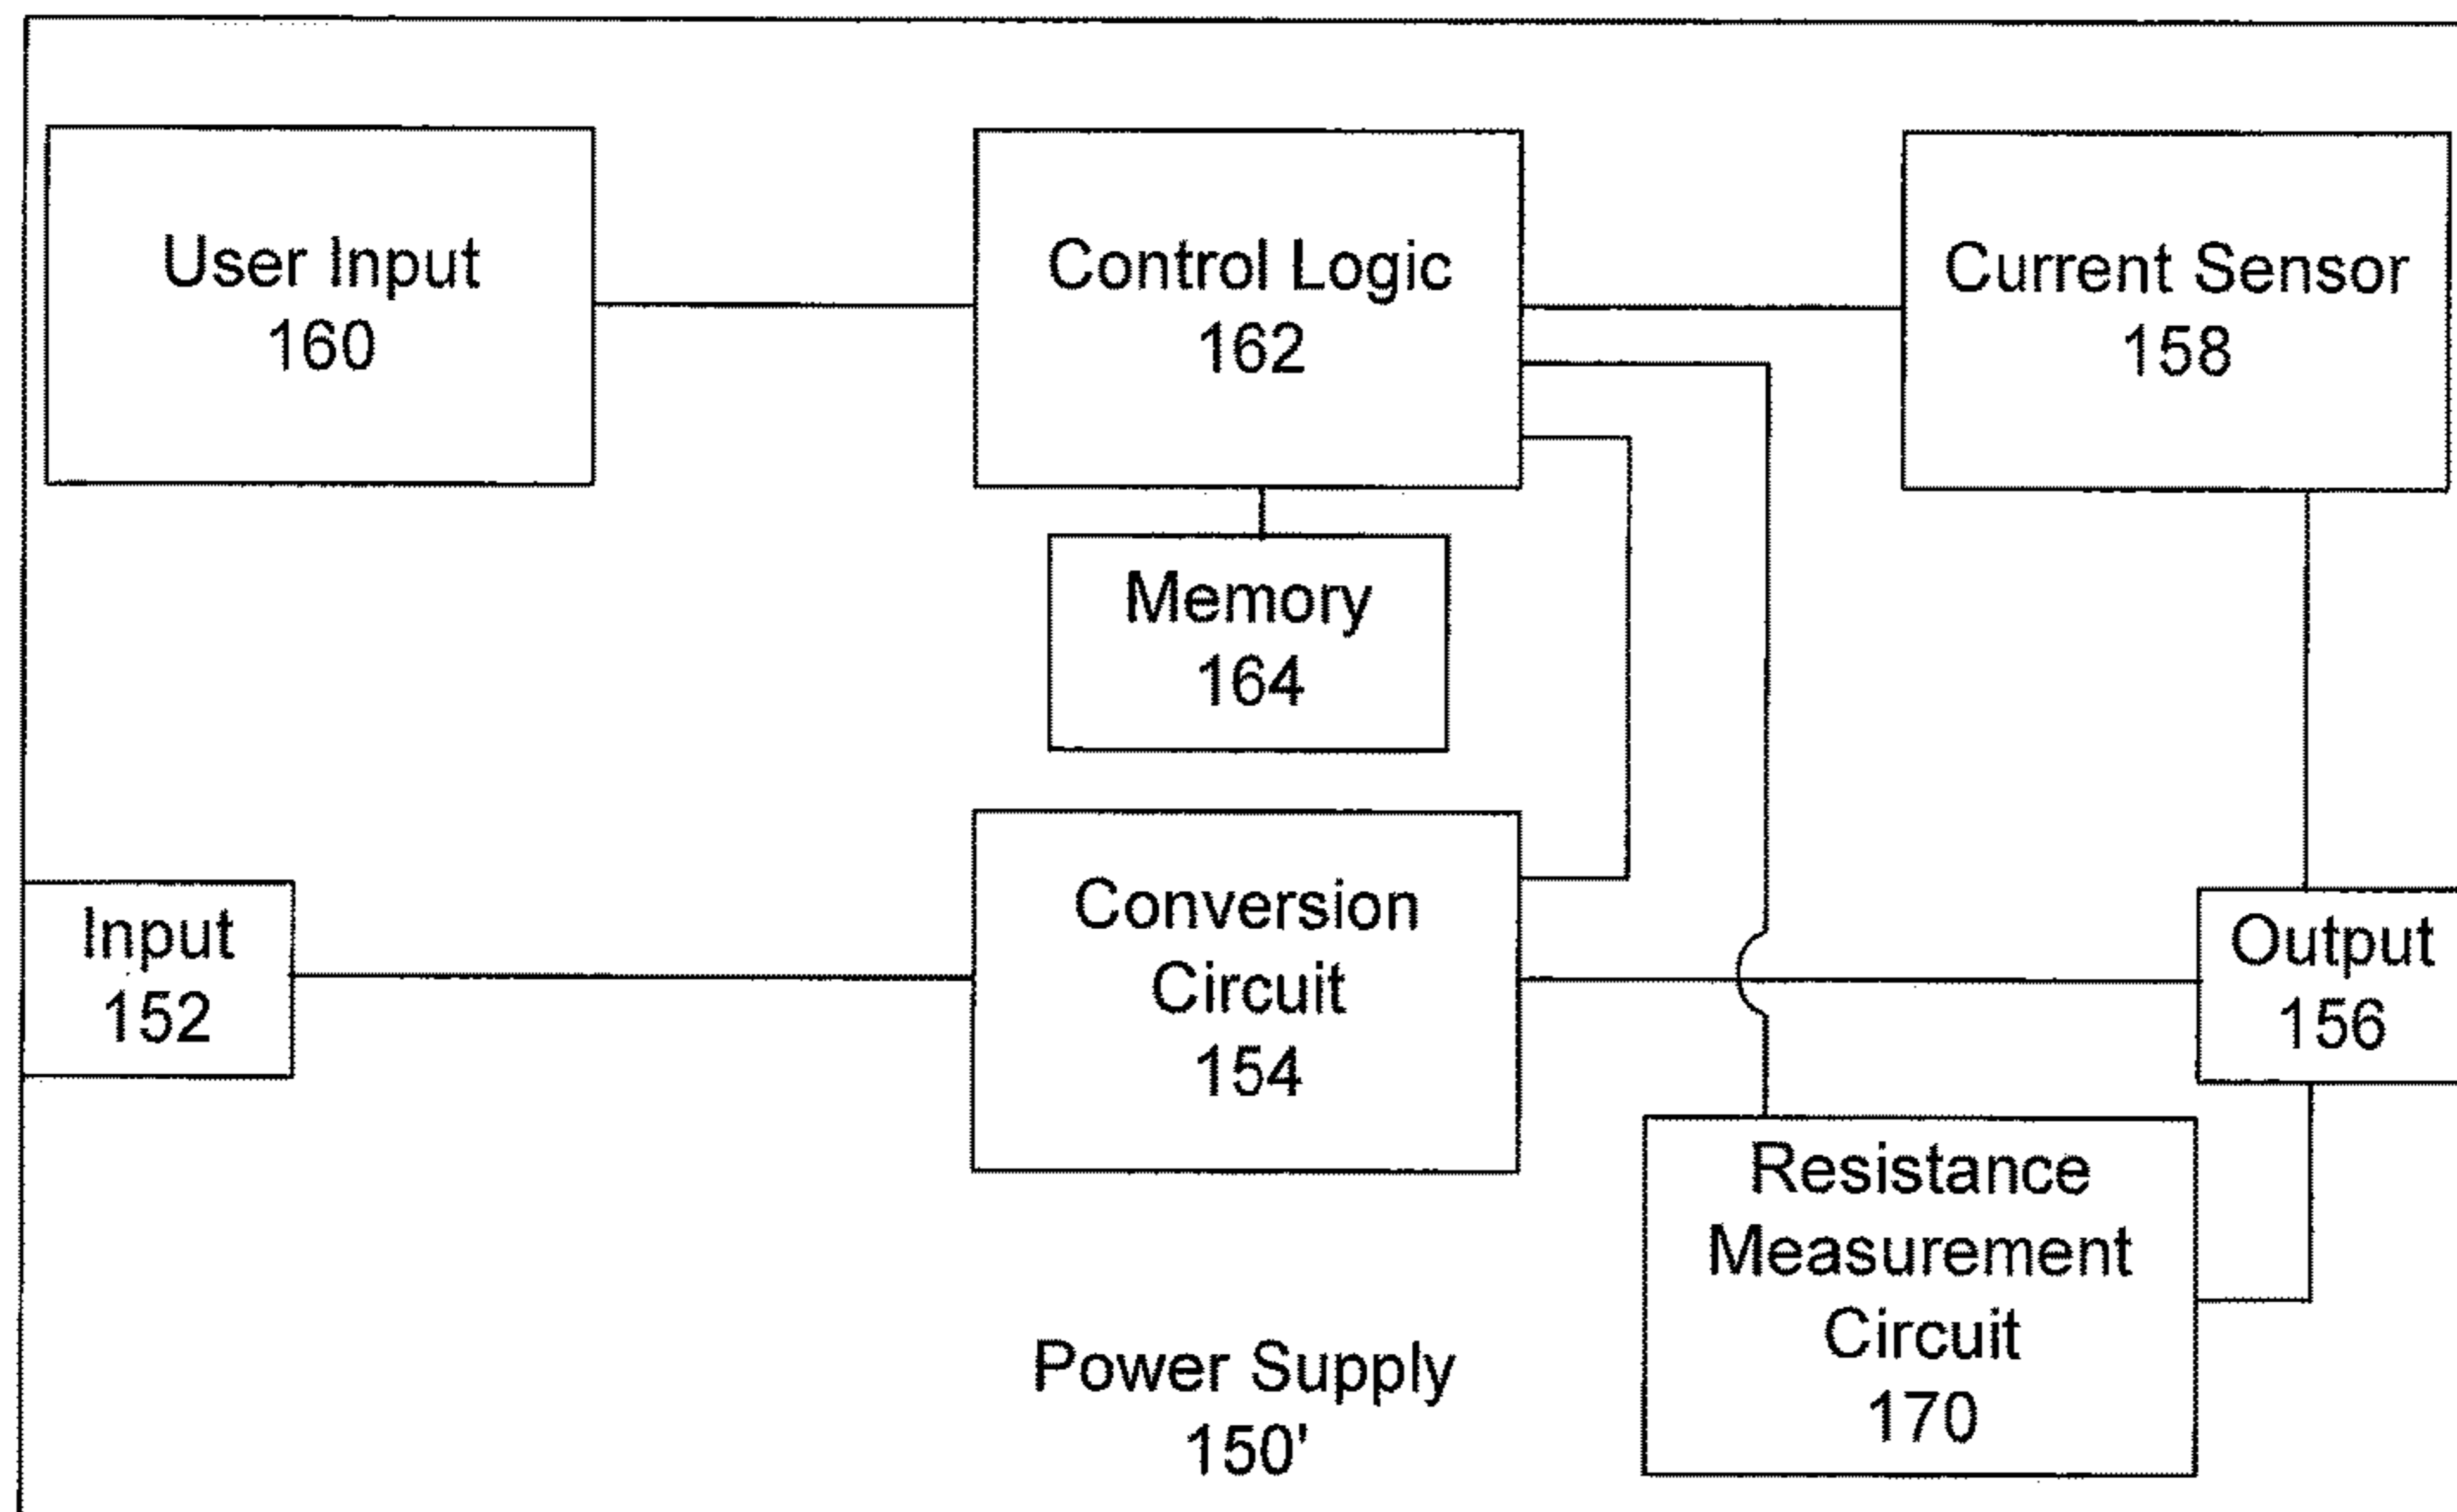 User Input
160
Control Logic
162
Current Sensor
158
Memory
164
Input
152
Conversion
Circuit
154
Output
156
Resistance
Measurement
Circuit
170
Power Supply
150'